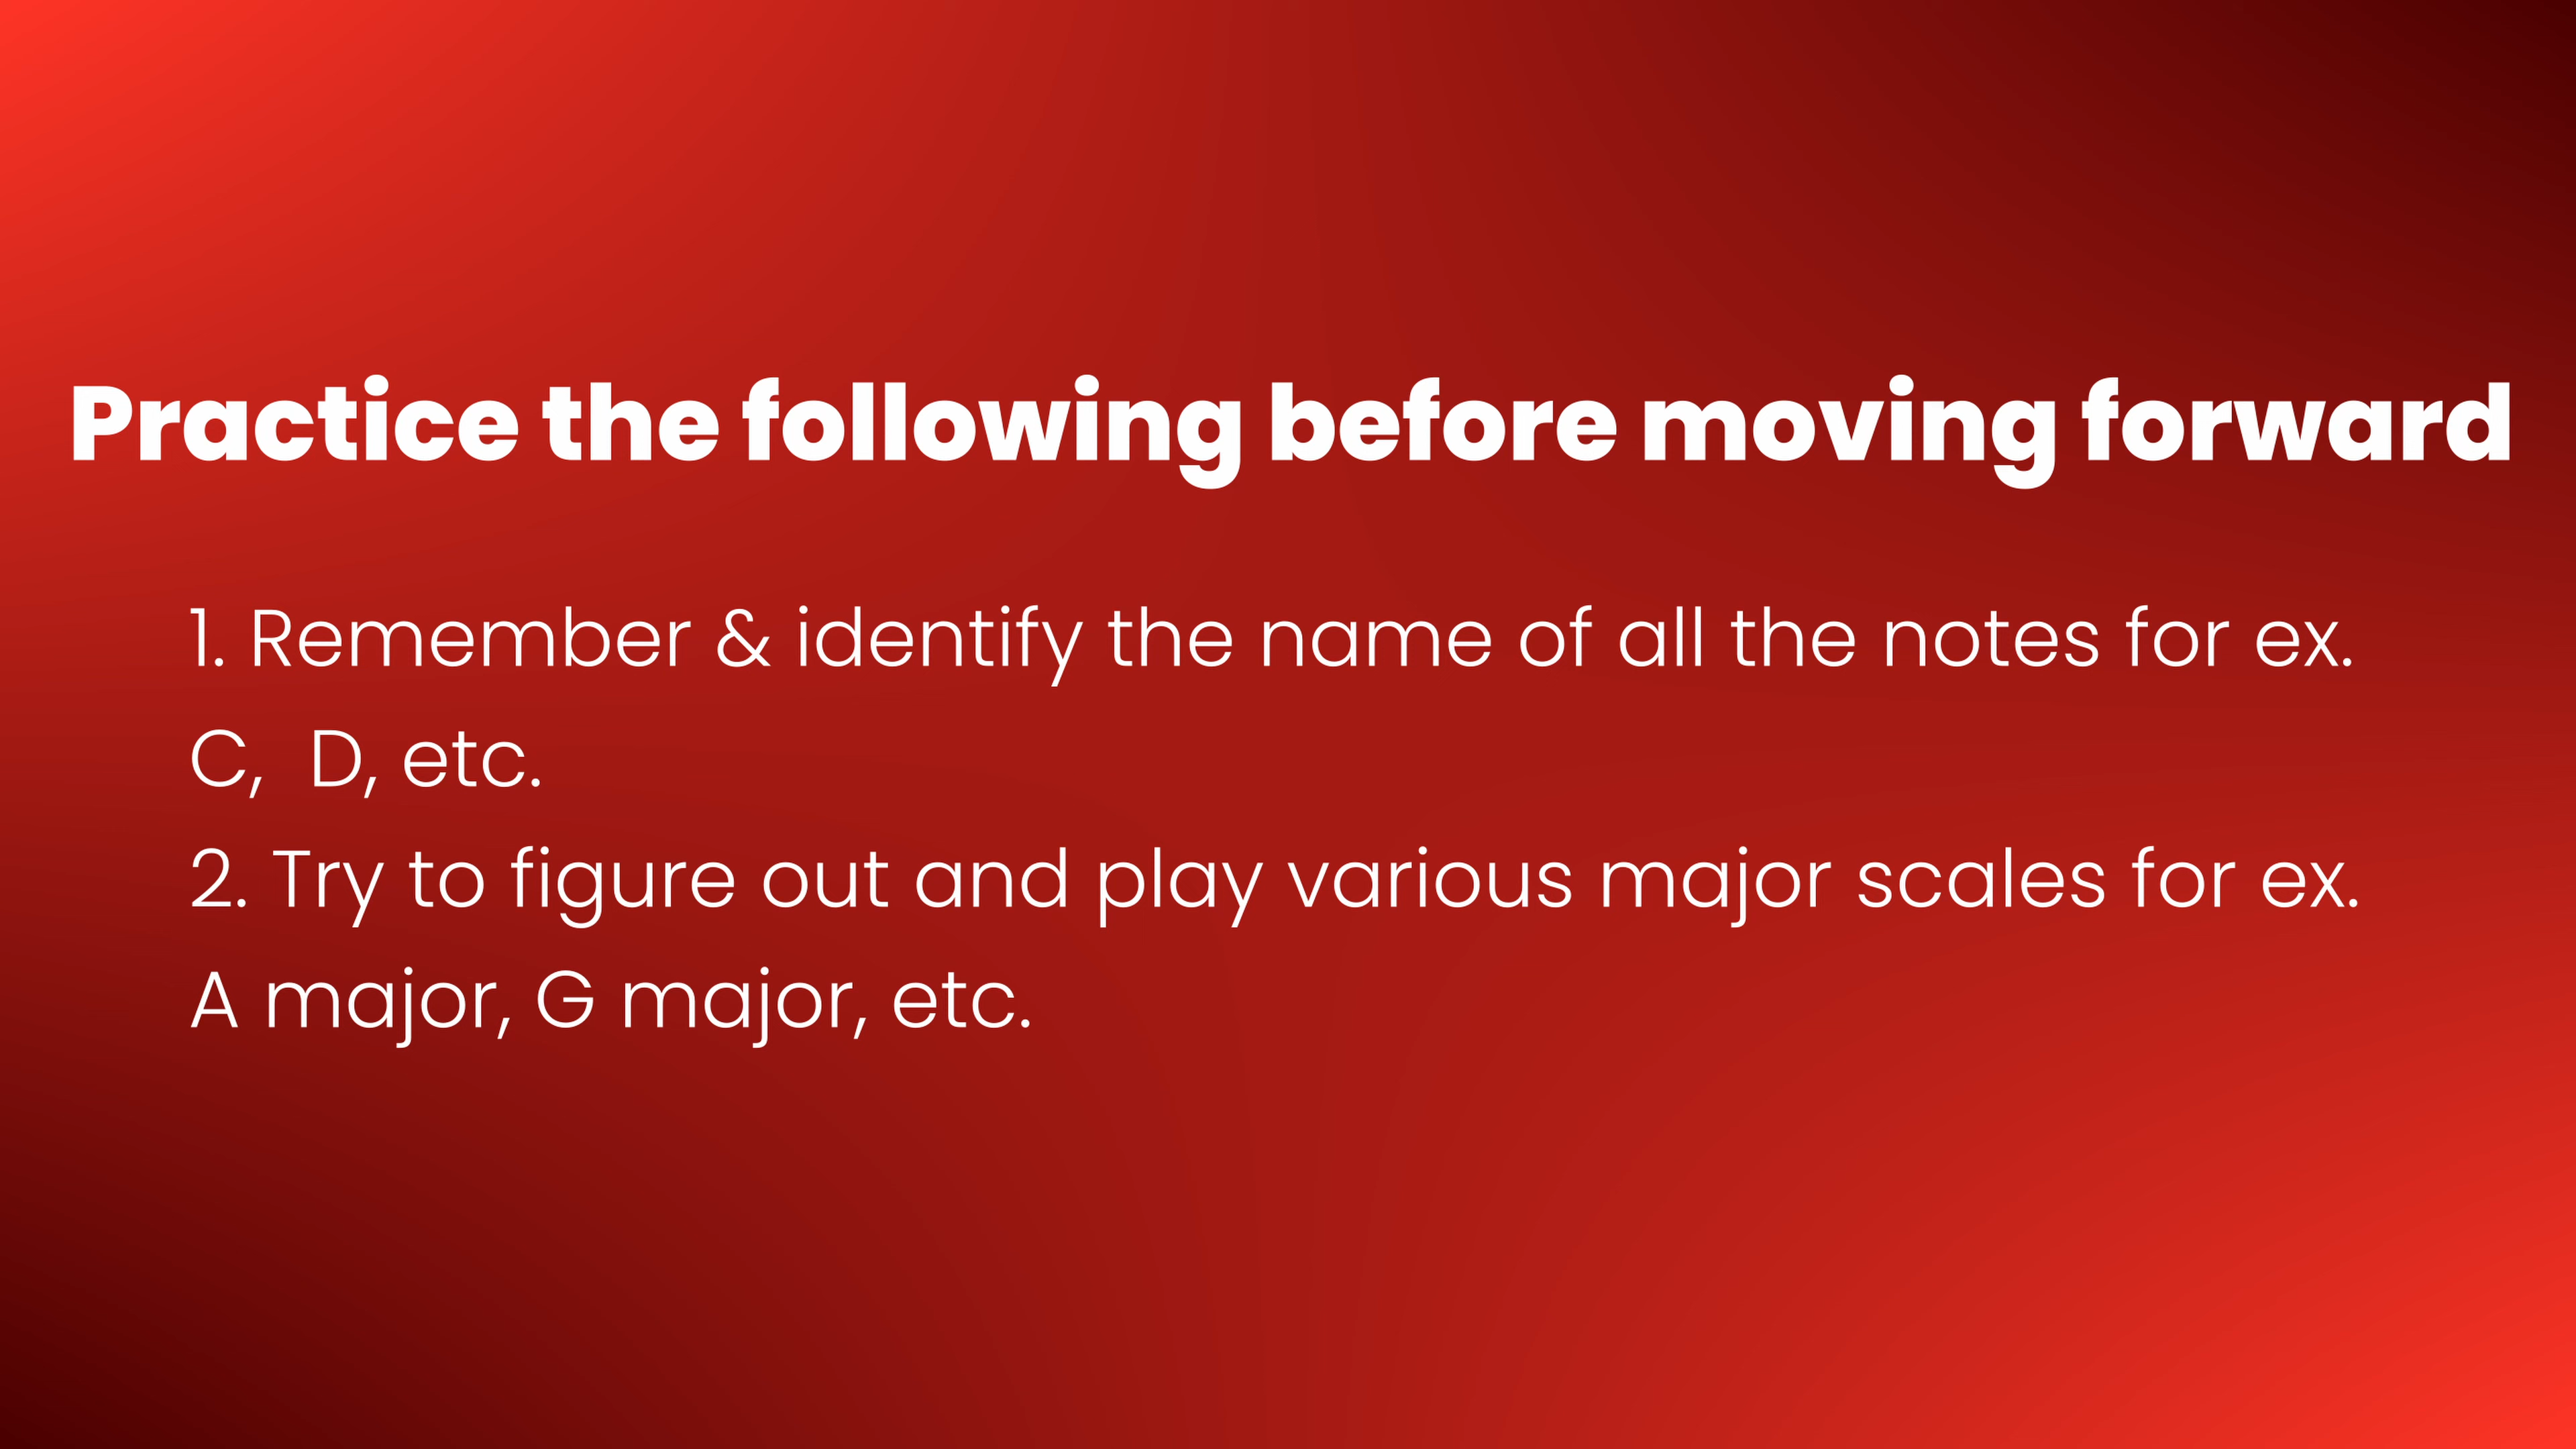 Practice the following before moving forward
1. Remember & identify the name of all the notes for ex.
C,  D, etc.
2. Try to figure out and play various major scales for ex.
A major, G major, etc.